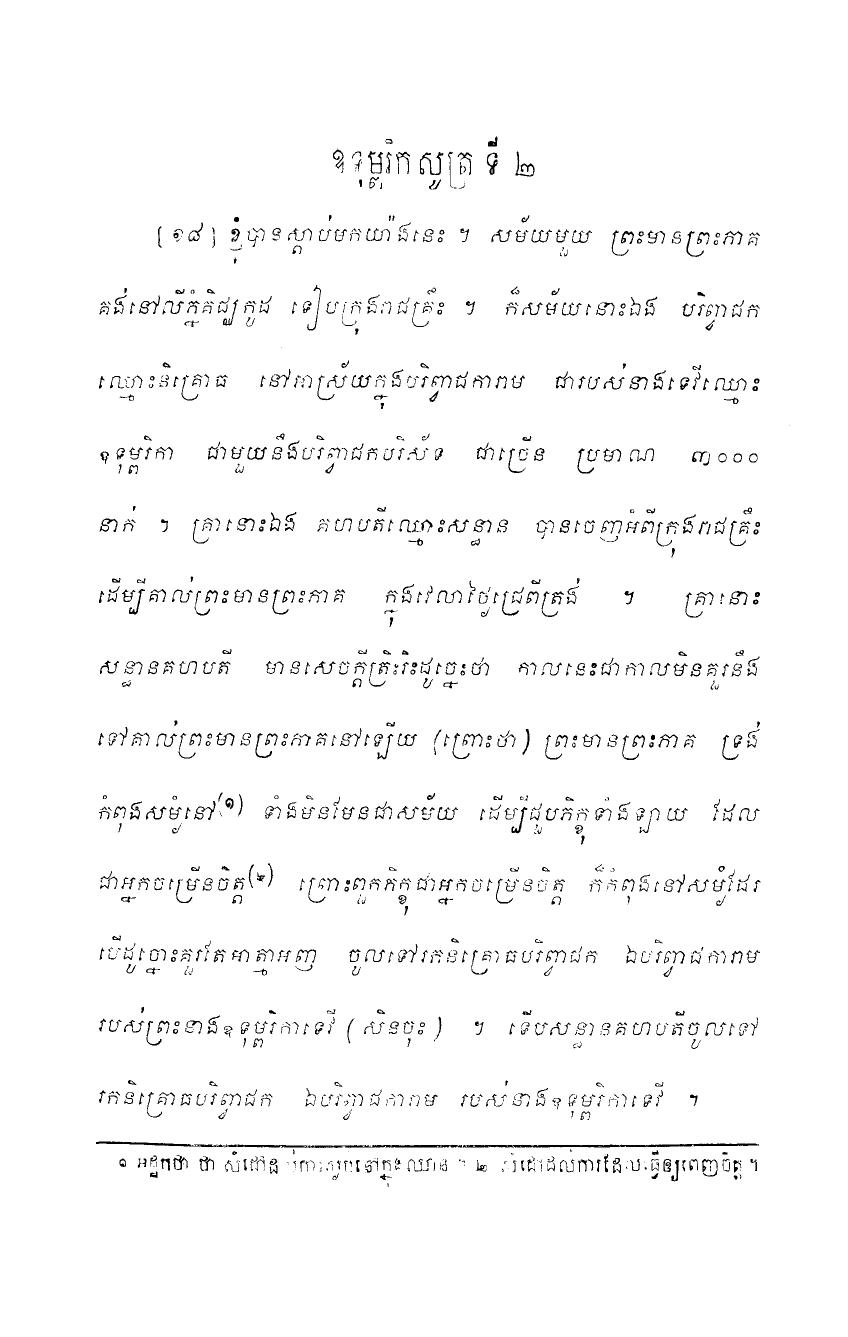 ឧទុម្ពរិកសូត្រ ទី ២
[១៨] ខ្ញុំបានស្តាប់មកយ៉ាងនេះ ។ សម័យមួយ ព្រះមានព្រះភាគ
គង់នៅលើភ្នំគិជ្ឈកូដ ទៀបក្រុងរាជគ្រឹះ ។ ក៏សម័យនោះឯង បរិព្វាជក
ឈ្មោះនិគ្រោធ នៅអាស្រ័យក្នុងបរិព្វាជការាម ជារបស់នាងទេវីឈ្មោះ
ឧទុម្ពរិកា ជាមួយនឹងបរិព្វាជកបរិស័ទ ជាច្រើន ប្រមាណ ៣០០០
នាក់ ។ គ្រានោះឯង គហបតីឈ្មោះសន្ធាន បានចេញអំពីក្រុងរាជគ្រឹះ
ដើម្បីគាល់ព្រះមានព្រះភាគ ក្នុងវេលាថ្ងៃជ្រេពីត្រង់ ។ គ្រានោះ
សន្ធានគហបតី មានសេចក្តីត្រិះរិះដូច្នេះថា កាលនេះជាកាលមិនគួរនឹង
ទៅគាល់ព្រះមានព្រះភាគនៅឡើយ (ព្រោះថា) ព្រះមានព្រះភាគ ទ្រង់
កំពុងសម្ងំនៅ(១) ទាំងមិនមែនជាសម័យ ដើម្បីជួបភិក្ខុទាំងឡាយ ដែល
ជាអ្នកចម្រើនចិត្ត(២) ព្រោះពួកភិក្ខុជាអ្នកចម្រើនចិត្ត ក៏កំពុងនៅសម្ងំដែរ
បើដូច្នោះគួរតែអាត្មាអញ ចូលទៅរកនិគ្រោធបរិព្វាជក ឯបរិព្វាជការាម
របស់ព្រះនាងឧទុម្ពរិកាទេវី (សិនចុះ) ។ ទើបសន្ធានគហបតីចូលទៅ
រកនិគ្រោធបរិព្វាជក ឯបរិព្វាជការាម របស់នាងឧទុម្ពរិកាទេវី ។
១ អដ្ឋកថា ថា សំដៅ ទៅក្នុងឈាន ។ ២ ដល់ការ ឲ្យពេញចិត្ត ។